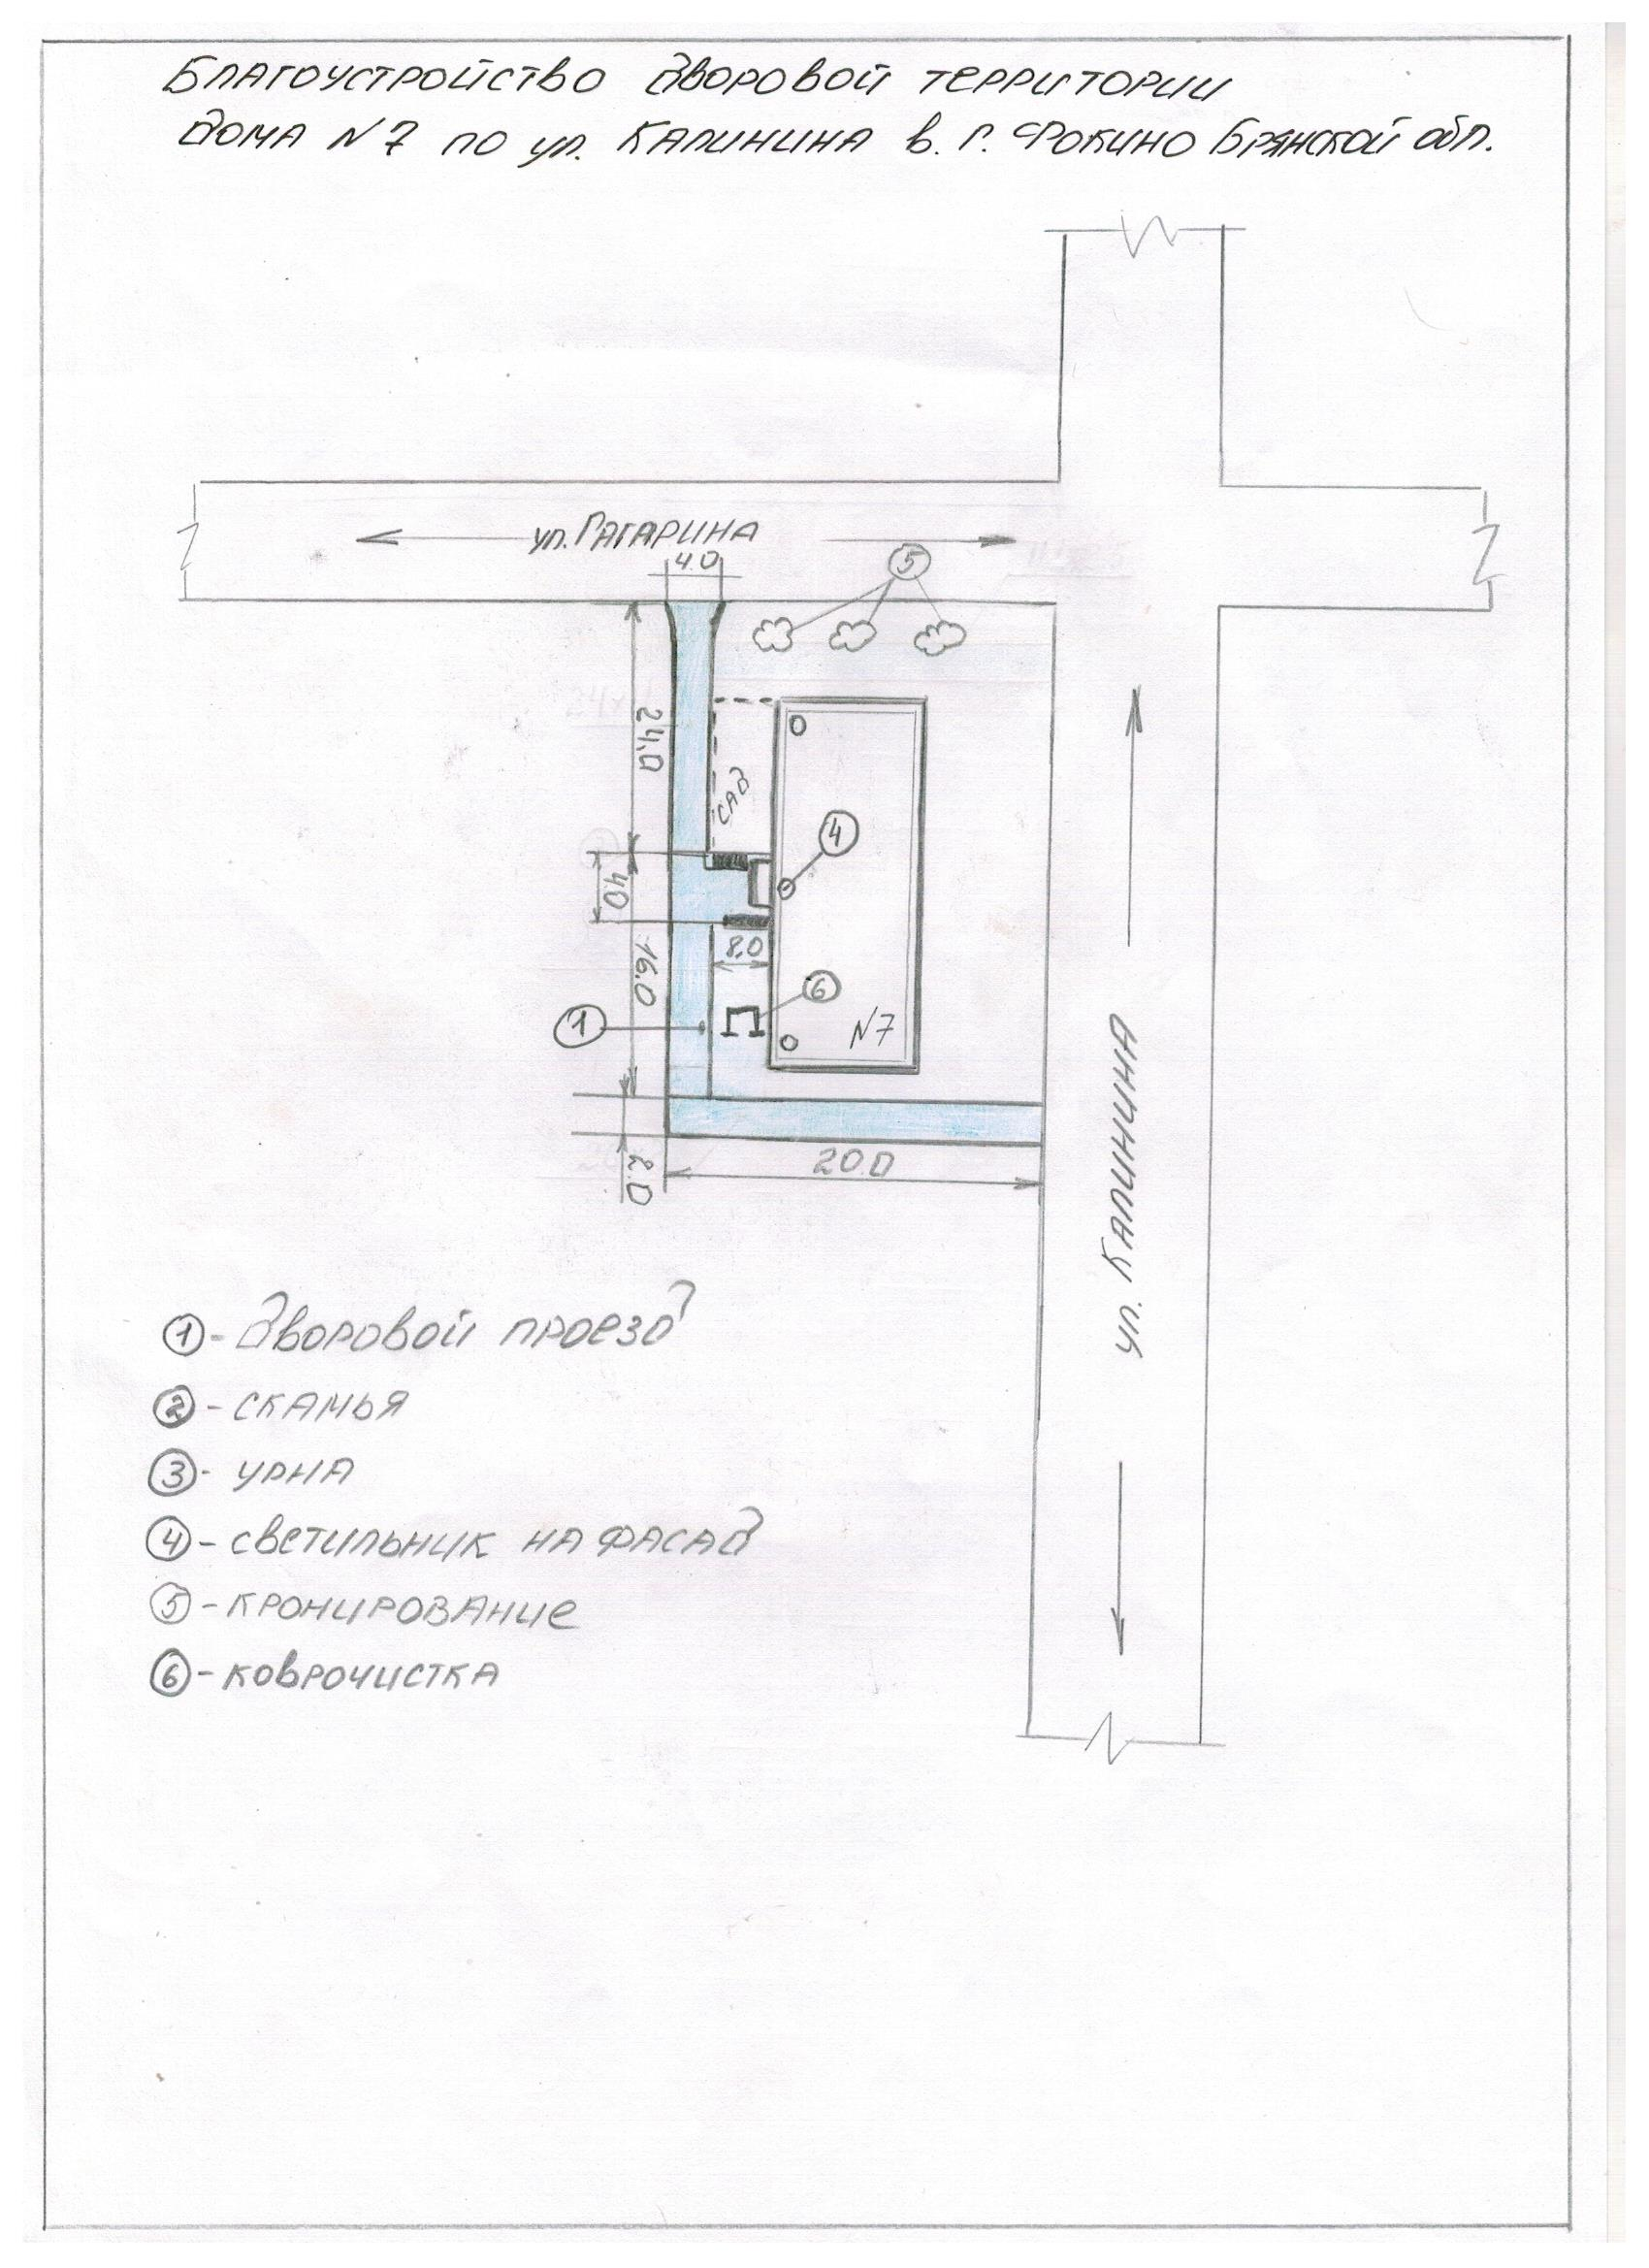 Благоустройство дворовой территории
дома N7 по ул. Калинина в. г. Фокино Брянской обл.
ул. Гагарина
4.0
5
24,0
сад
4
4.0
8.0
16.0
6
1
N7
2.0
20.0
ул. Калинина
1 - дворовой проезд
2 - скамья
3 - урна
4 - светильник на фасад
5 - кронирование
6 - коврочистка